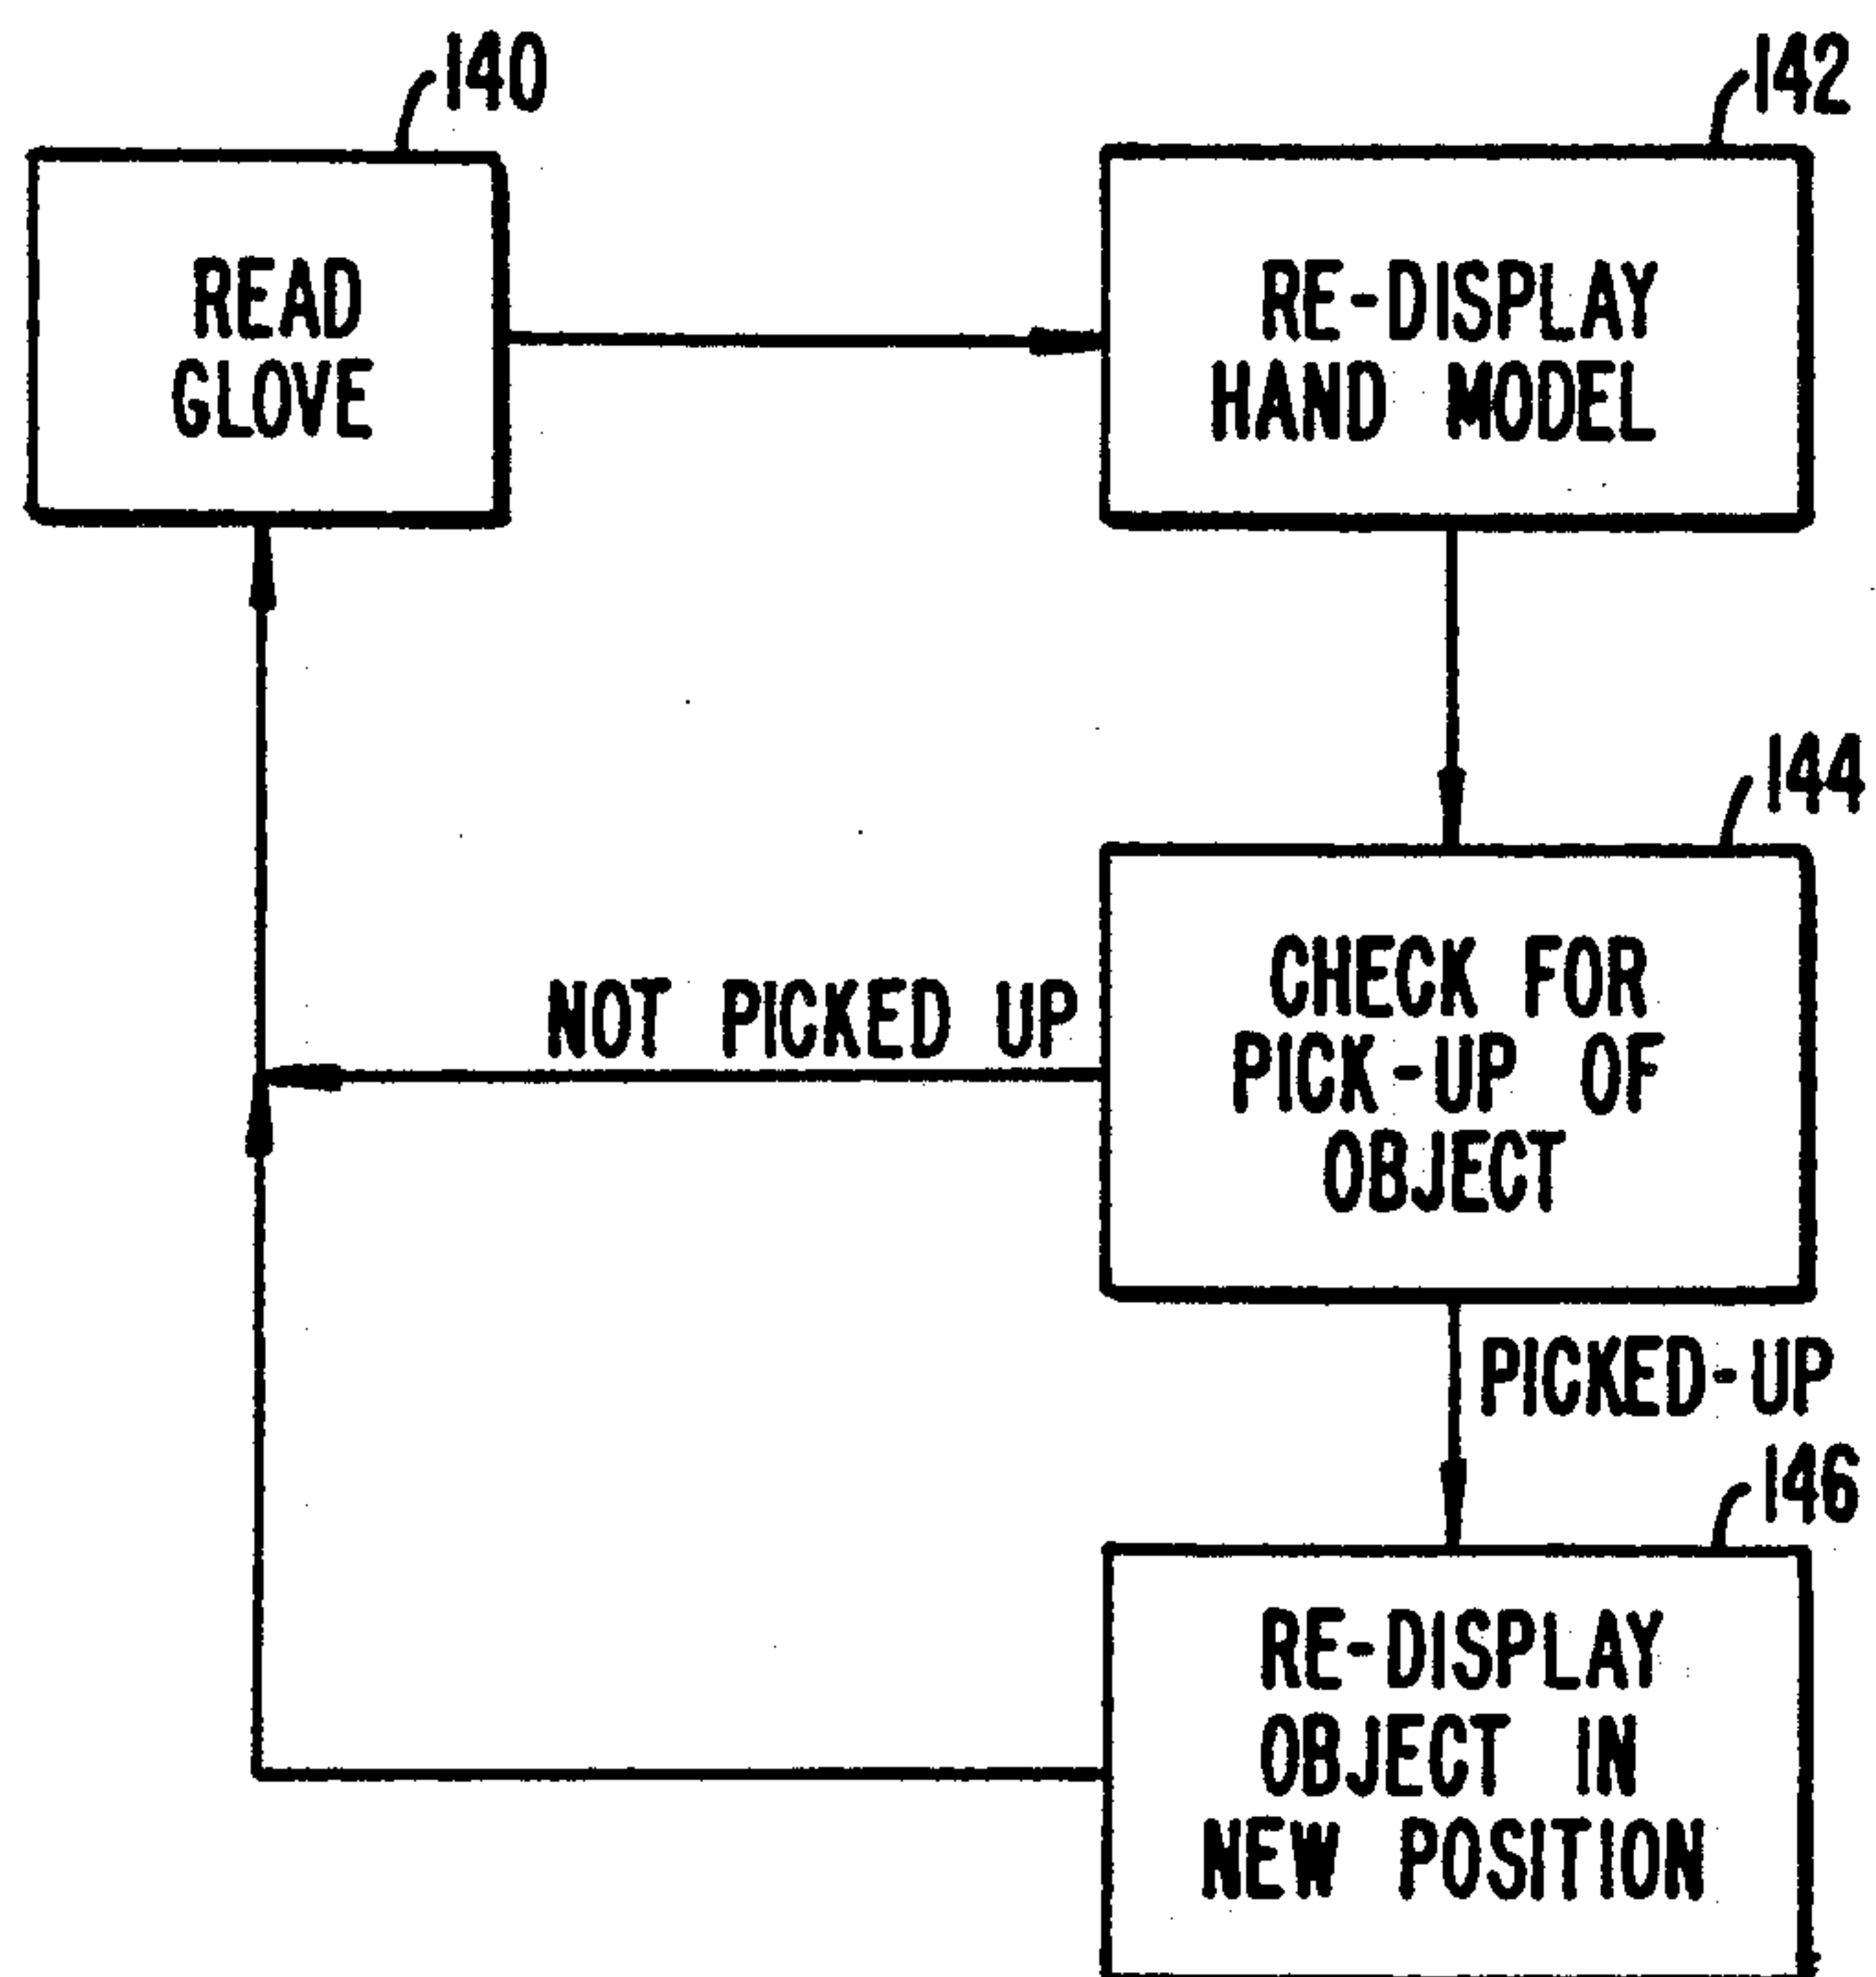 140
READ
GLOVE
142
RE-DISPLAY
HAND MODEL
144
CHECK FOR
PICK-UP OF
OBJECT
NOT PICKED UP
PICKED-UP
146
RE-DISPLAY
OBJECT IN
NEW POSITION